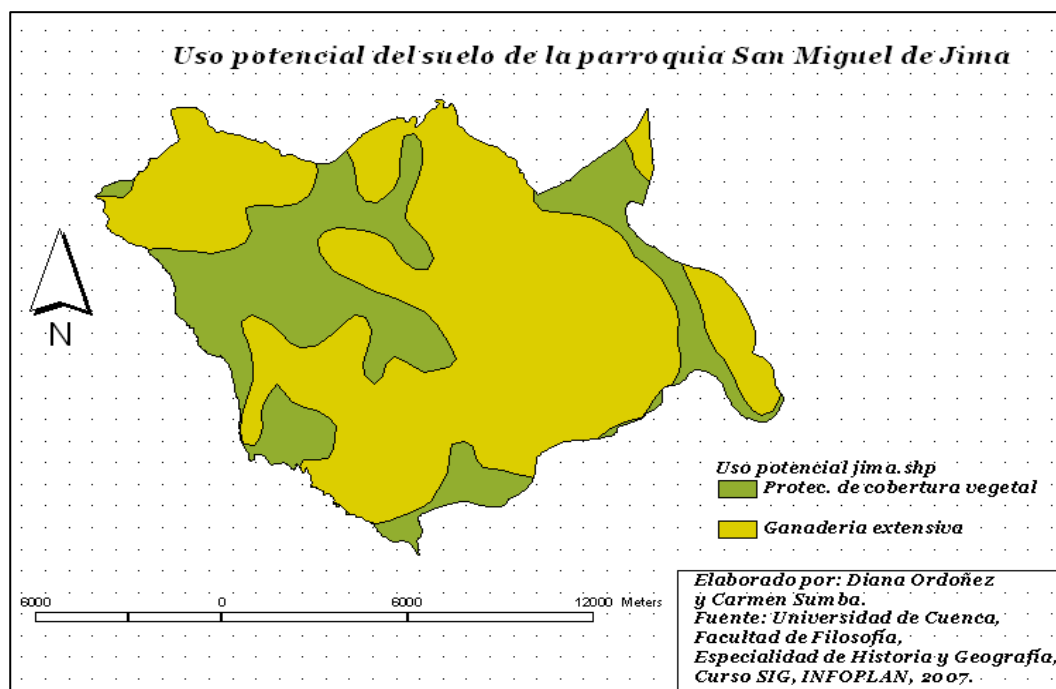 Uso potencial del suelo de la parroquia San Miguel de Jima
N
Uso potencial jima.shp
Protec. de cobertura vegetal
Ganaderia extensiva
6000 0 6000 12000 Meters
Elaborado por: Diana Ordoñez
y Carmen Sumba.
Fuente: Universidad de Cuenca,
Facultad de Filosofía,
Especialidad de Historia y Geografía,
Curso SIG, INFOPLAN, 2007.